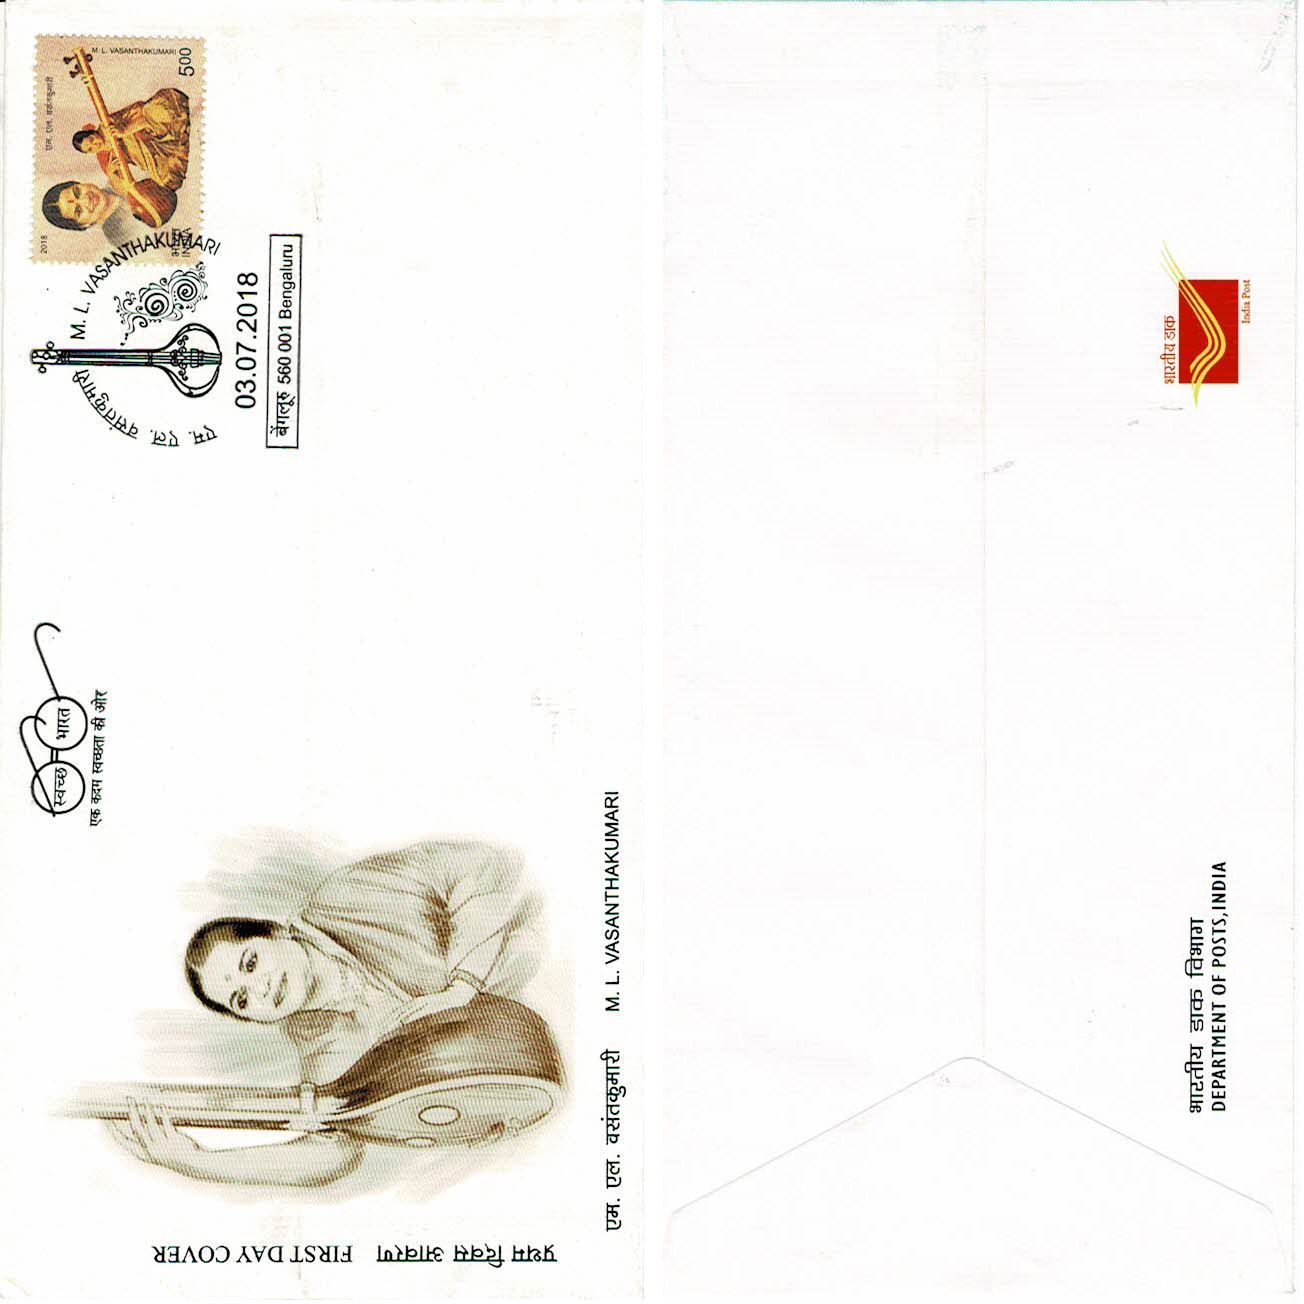 स्वच्छ भारत
एक कदम स्वच्छता की ओर
प्रथम दिवस आवरण FIRST DAY COVER
एम. एल. वसंतकुमारी M. L. VASANTHAKUMARI
एम. एल. वसंतकुमारी M. L. VASANTHAKUMARI
03.07.2018
बेंगलूरु 560 001 Bengaluru
2018
एम. एल. वसंतकुमारी
M. L. VASANTHAKUMARI
भारत
INDIA
500
भारतीय डाक विभाग
DEPARTMENT OF POSTS, INDIA
भारतीय डाक
India Post